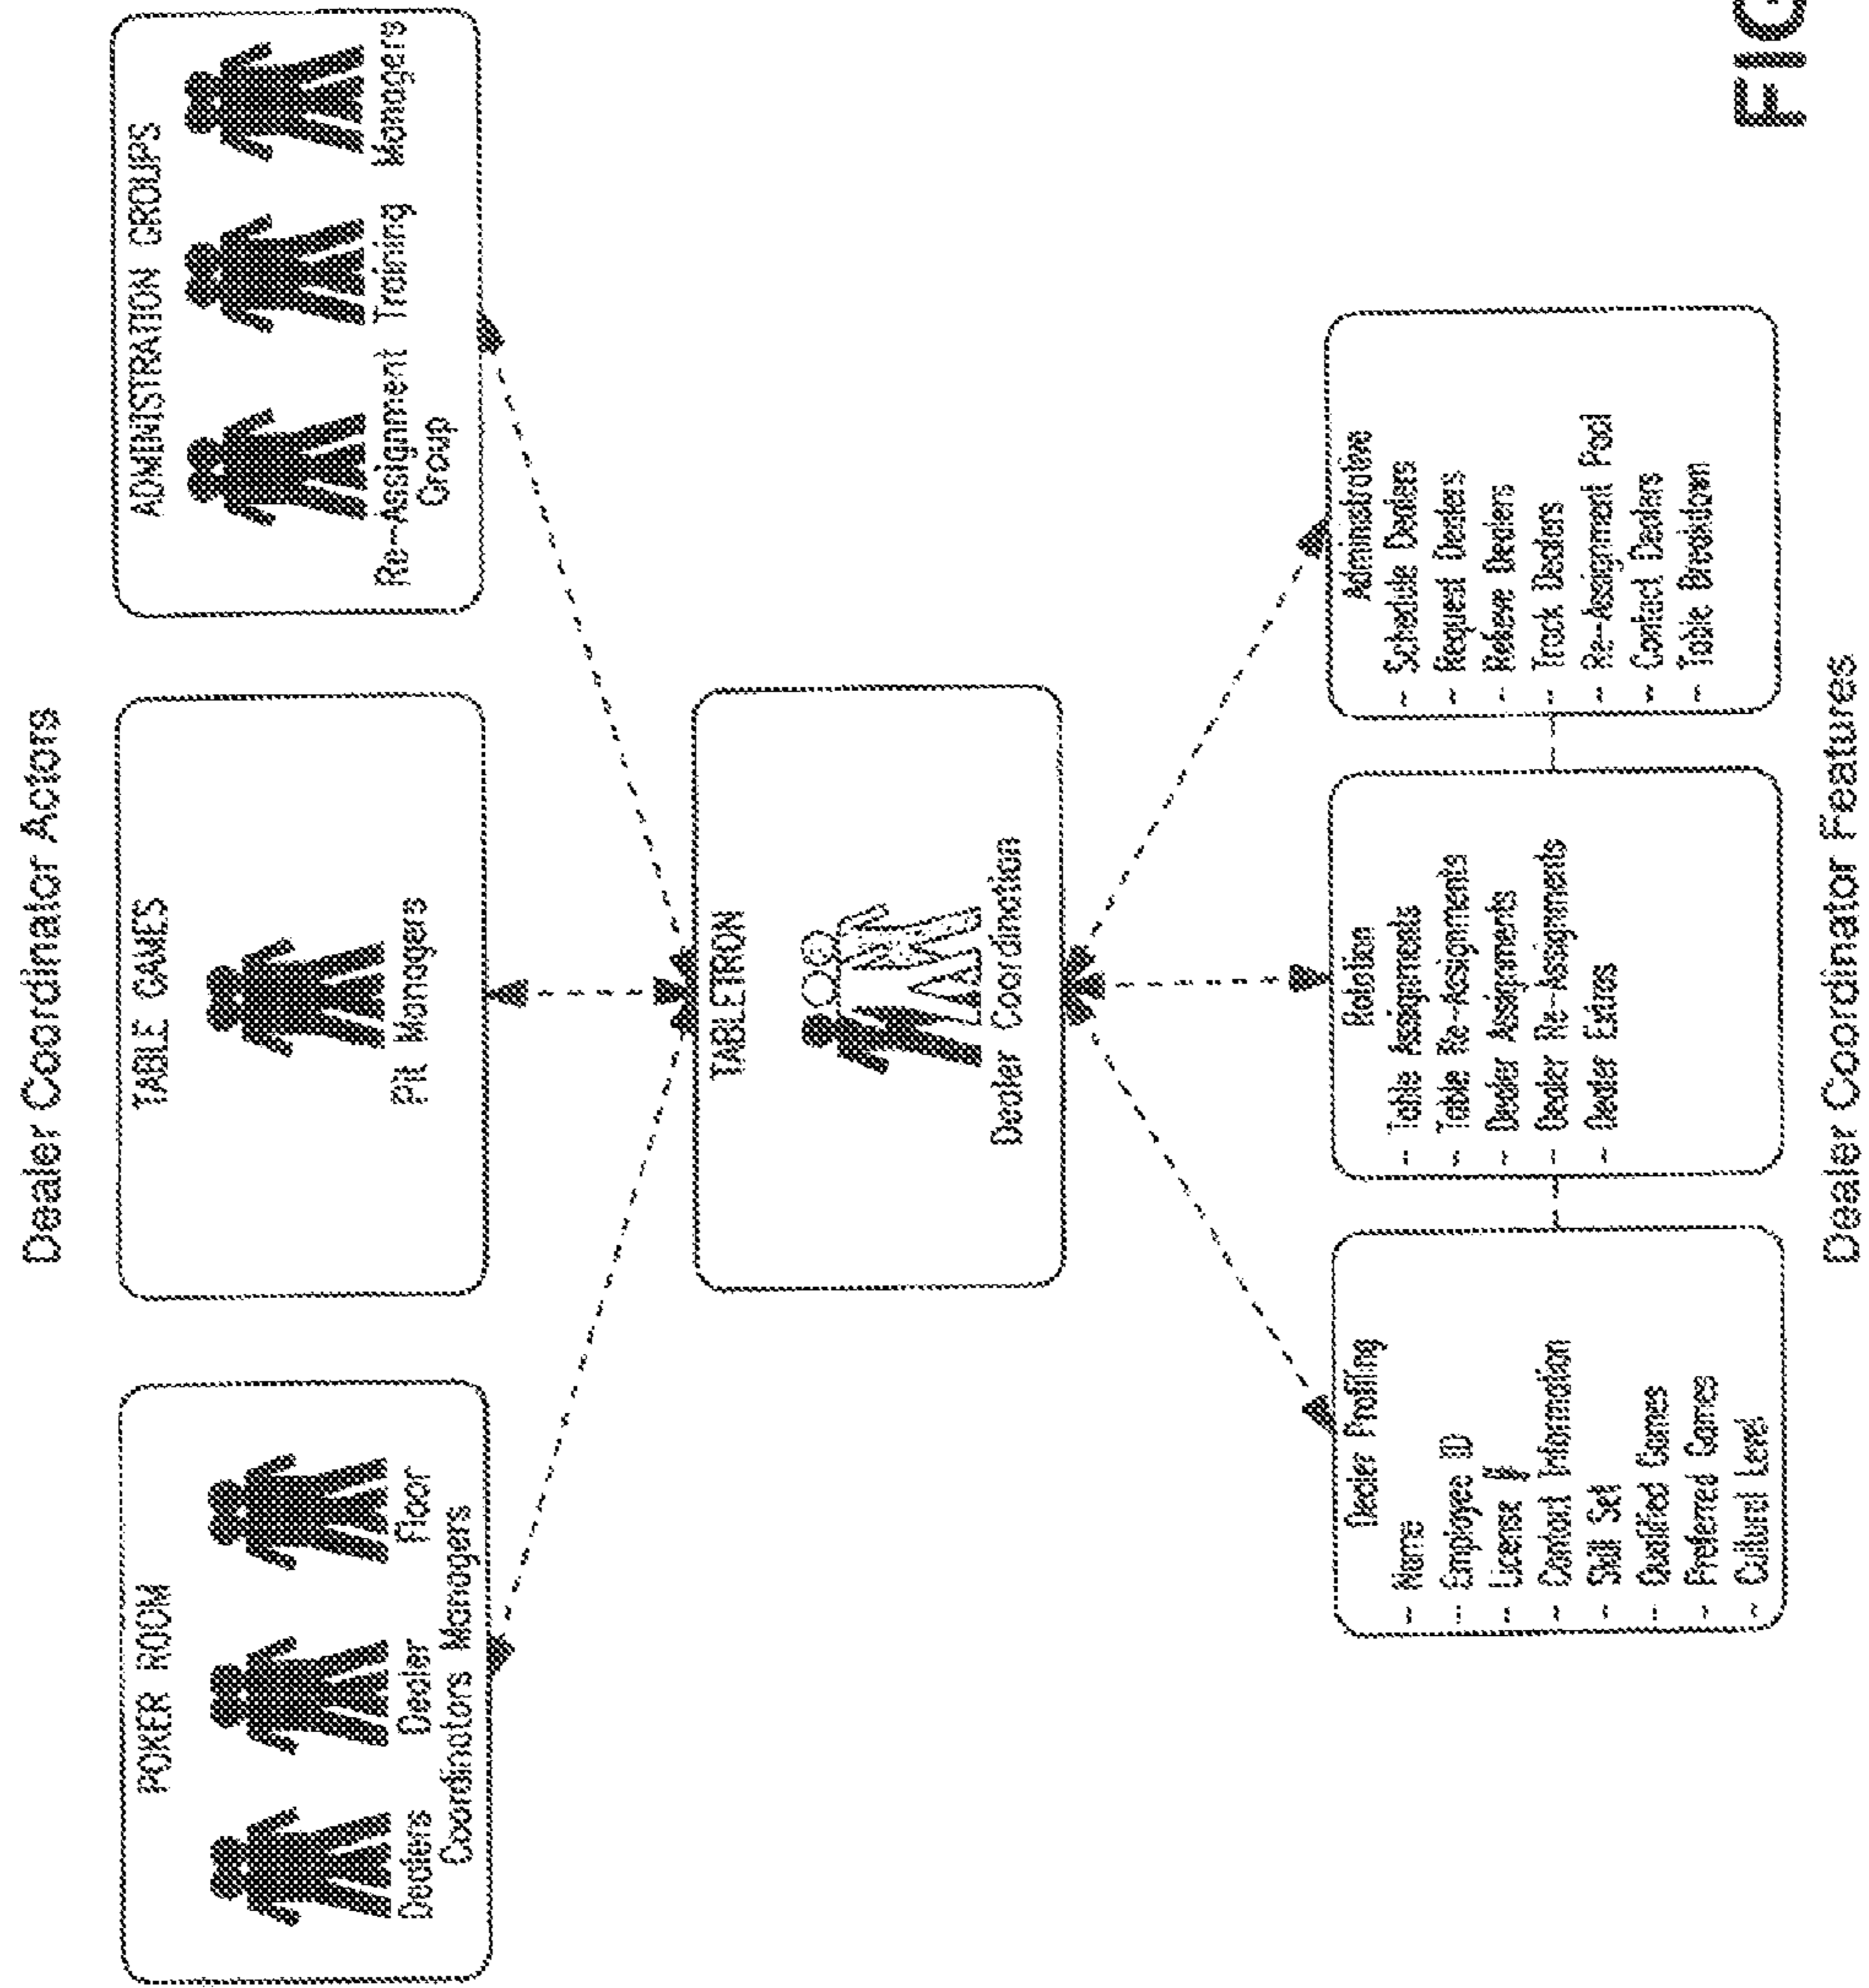 Dealer Coordinator Actors
POKER ROOM
Dealers
Dealer
Floor
Coordinators Managers
TABLE GAMES
Pit Managers
ADMINISTRATION GROUPS
Re-Assignment
Group
Training
Managers
TABLETRON
Dealer Coordination
Dealer Profiling
- Name
- Employee ID
- License #
- Contact Information
- Skill Set
- Qualified Games
- Preferred Games
- Cultural Level
Rotation
- Table Assignments
- Table Re-Assignments
- Dealer Assignments
- Dealer Re-Assignments
- Dealer Extras
Administrative
- Schedule Dealers
- Request Dealers
- Relieve Dealers
- Track Dealers
- Re-Assignment Pool
- Contact Dealers
- Table Breakdown
Dealer Coordinator Features
FIG